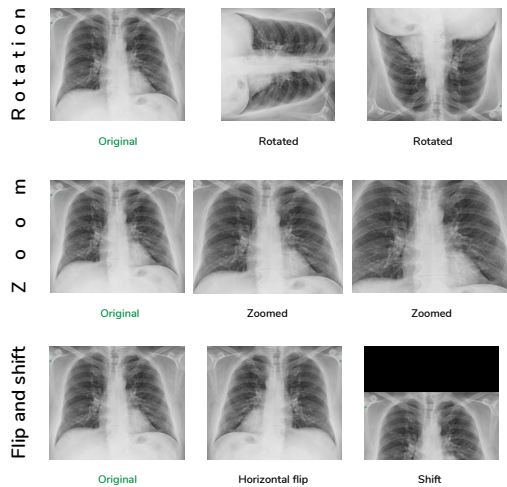 Rotation
Original
Rotated
Rotated
Zoom
Original
Zoomed
Zoomed
Flip and shift
Original
Horizontal flip
Shift